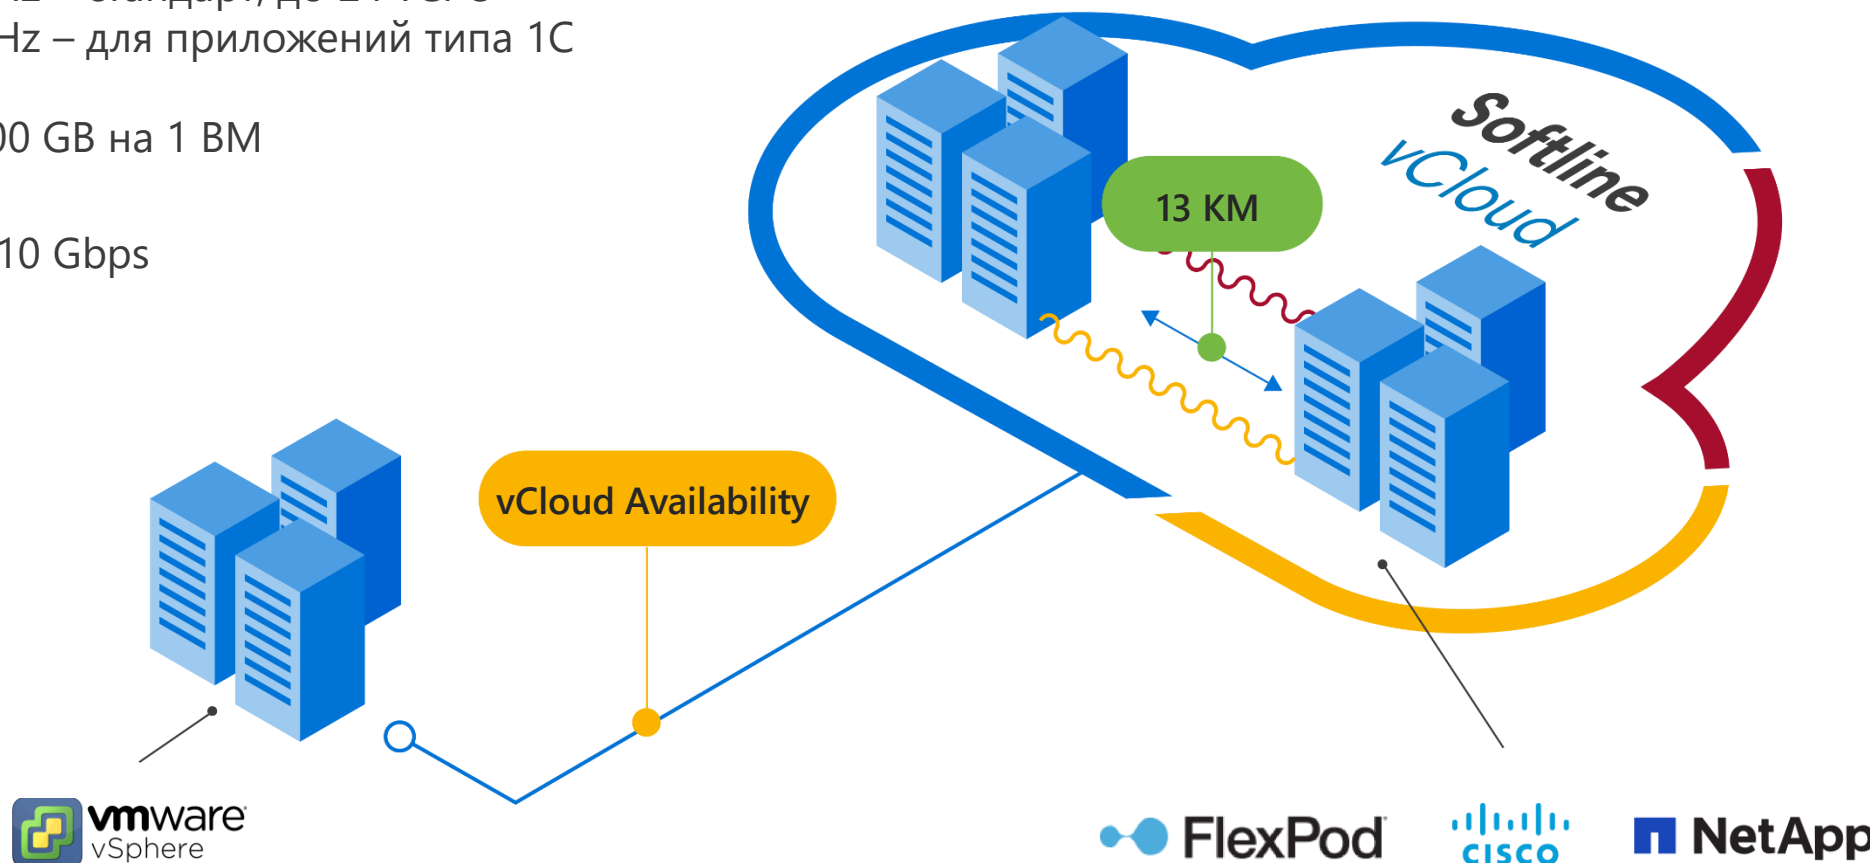 Hz – для приложений типа 1С
00 GB на 1 ВМ
10 Gbps
Softline
vCloud
13 KM
vCloud Availability
vmware
vSphere
FlexPod
cisco
NetApp